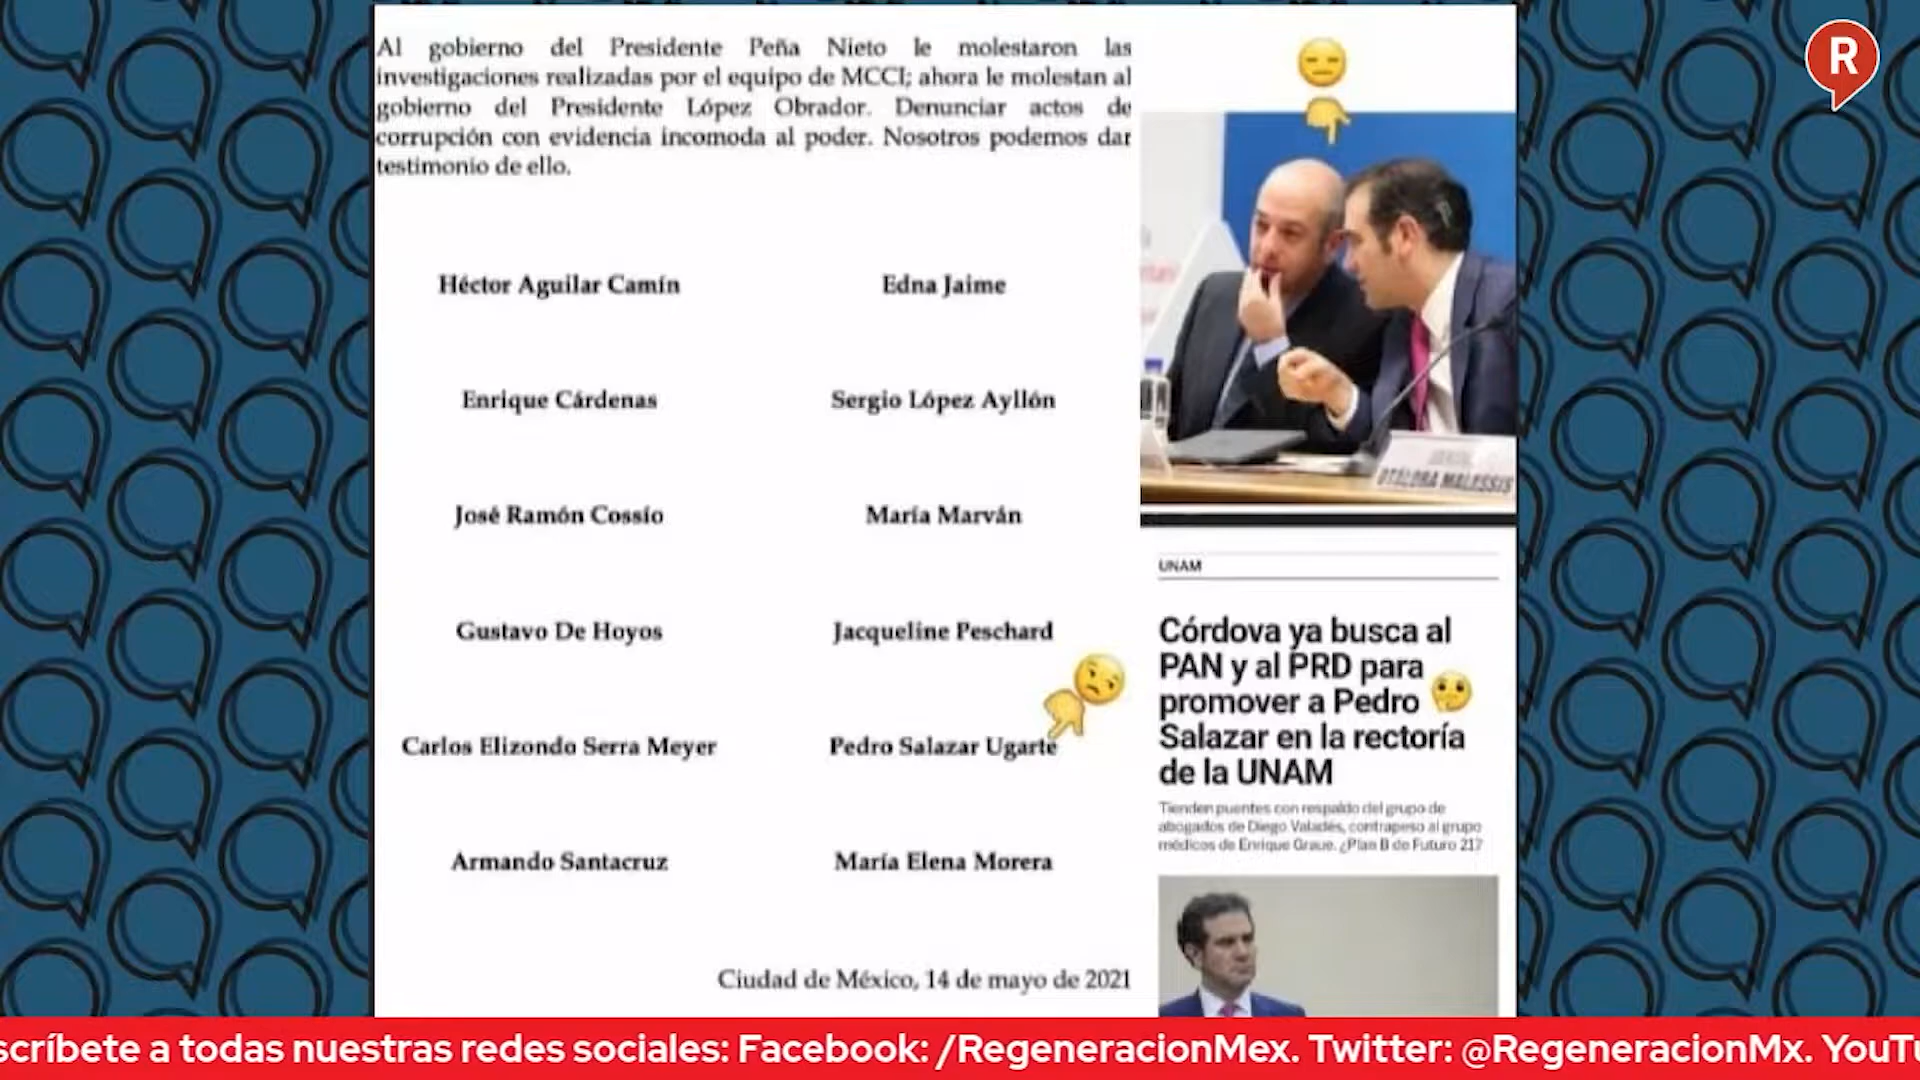 Al gobierno del Presidente Peña Nieto le molestaron las
investigaciones realizadas por el equipo de MCCI; ahora le molestan al
gobierno del Presidente López Obrador. Denunciar actos de
corrupción con evidencia incomoda al poder. Nosotros podemos dar
testimonio de ello.
Héctor Aguilar Camín
Edna Jaime
Enrique Cárdenas
Sergio López Ayllón
José Ramón Cossío
María Marván
Gustavo De Hoyos
Jacqueline Peschard
Carlos Elizondo Serra Meyer
Pedro Salazar Ugarte
Armando Santacruz
María Elena Morera
Ciudad de México, 14 de mayo de 2021
R
OTÁLORA MALASSIS
UNAM
Córdova ya busca al
PAN y al PRD para
promover a Pedro
Salazar en la rectoría
de la UNAM
Tienden puentes con respaldo del grupo de
abogados de Diego Valadés, contrapeso al grupo
médicos de Enrique Graue. ¿Plan B de Futuro 21?
scríbete a todas nuestras redes sociales: Facebook: /RegeneracionMex. Twitter: @RegeneracionMx. YouTu